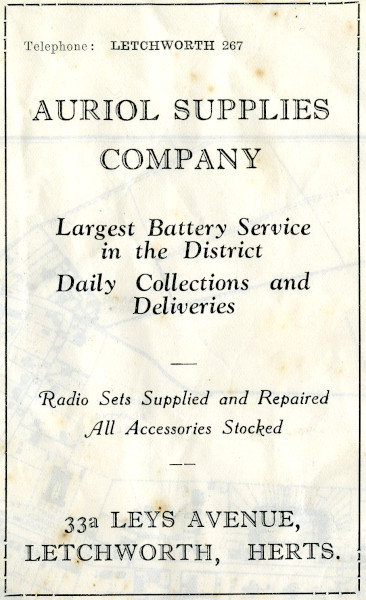 Telephone: LETCHWORTH 267
AURIOL SUPPLIES
COMPANY
Largest Battery Service
in the District
Daily Collections and
Deliveries
Radio Sets Supplied and Repaired
All Accessories Stocked
33a LEYS AVENUE,
LETCHWORTH, HERTS.